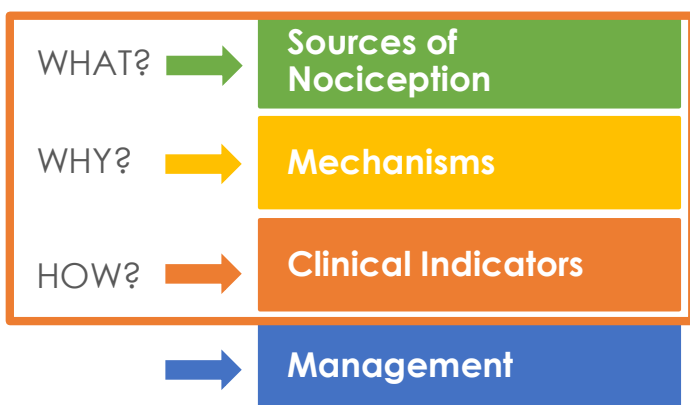 WHAT?
Sources of
Nociception
WHY?
Mechanisms
HOW?
Clinical Indicators
Management